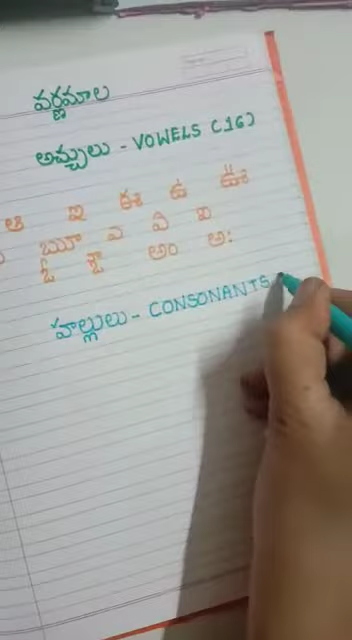 వర్ణమాల
అచ్చులు - VOWELS (16)
ఆ ఇ ఈ ఉ ఊ
ఋూ ఎ ఏ ఐ
ఓ ఔ అం అః
హల్లులు - CONSONANTS